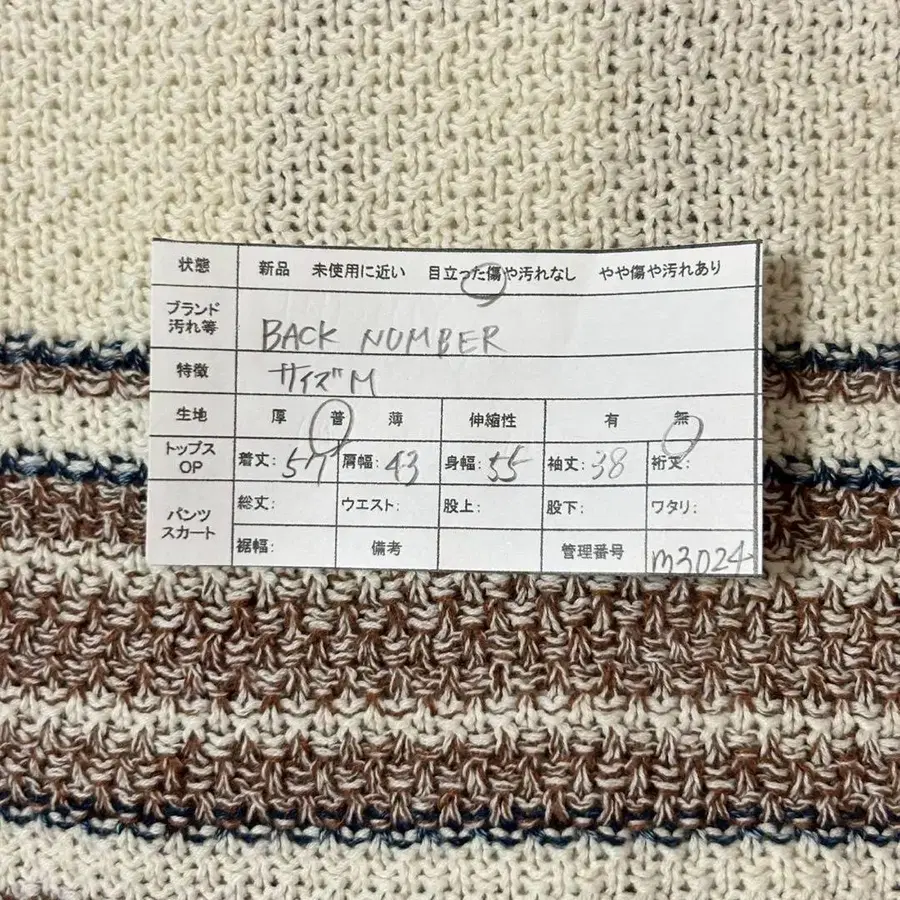 状態 新品 未使用に近い 目立った傷や汚れなし やや傷や汚れあり
ブランド
汚れ等
BACK NUMBER
特徴 サイズM
生地 厚 普 薄 伸縮性 有 無
トップス
OP
着丈: 57 肩幅: 43 身幅: 55 袖丈: 38 裄丈:
パンツ
スカート
総丈: ウエスト: 股上: 股下: ワタリ:
裾幅: 備考 管理番号 m3024